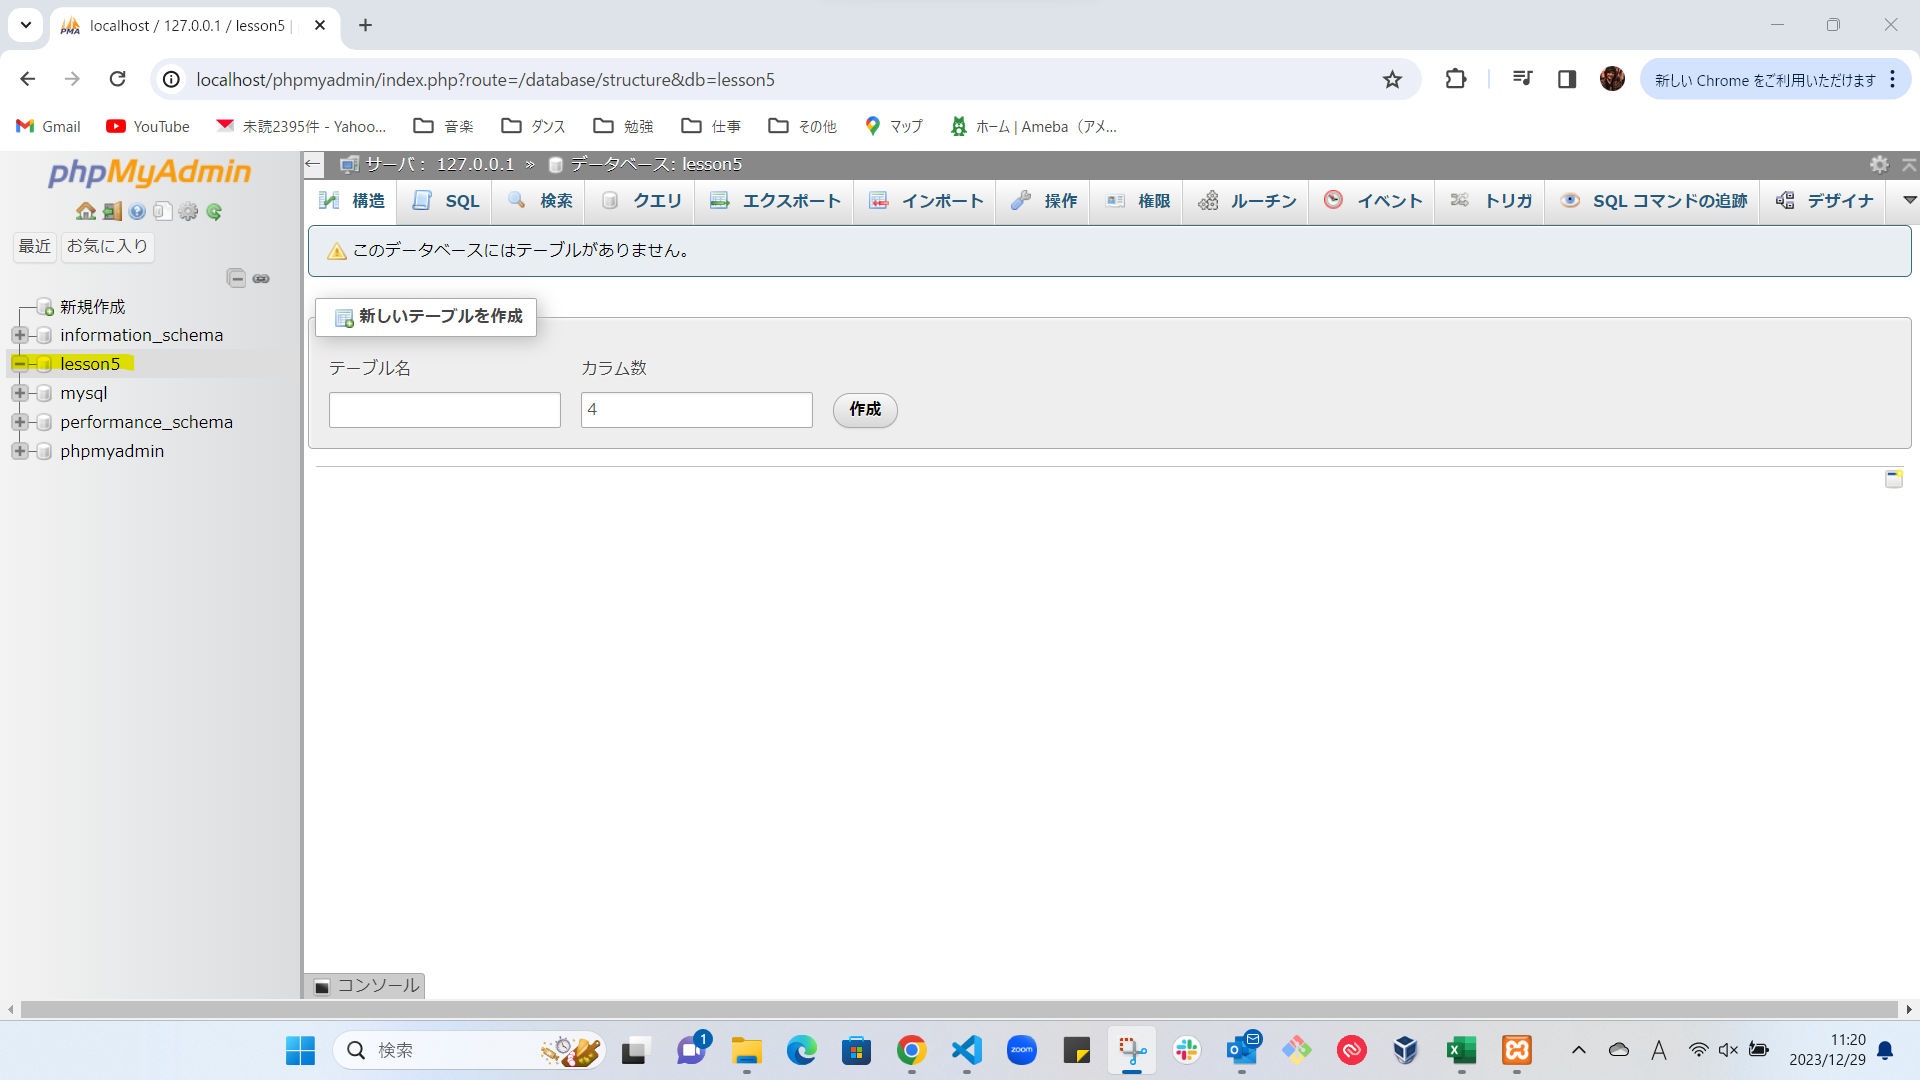 localhost / 127.0.0.1 / lesson5 |
localhost/phpmyadmin/index.php?route=/database/structure&db=lesson5
新しい Chrome をご利用いただけます
Gmail
YouTube
未読2395件 - Yahoo...
音楽
ダンス
勉強
仕事
その他
マップ
ホーム | Ameba（アメ...
phpMyAdmin
最近
お気に入り
新規作成
information_schema
lesson5
mysql
performance_schema
phpmyadmin
サーバ： 127.0.0.1 » データベース: lesson5
構造
SQL
検索
クエリ
エクスポート
インポート
操作
権限
ルーチン
イベント
トリガ
SQL コマンドの追跡
デザイナ
このデータベースにはテーブルがありません。
新しいテーブルを作成
テーブル名
カラム数
4
作成
コンソール
検索
1
zoom
A
11:20
2023/12/29